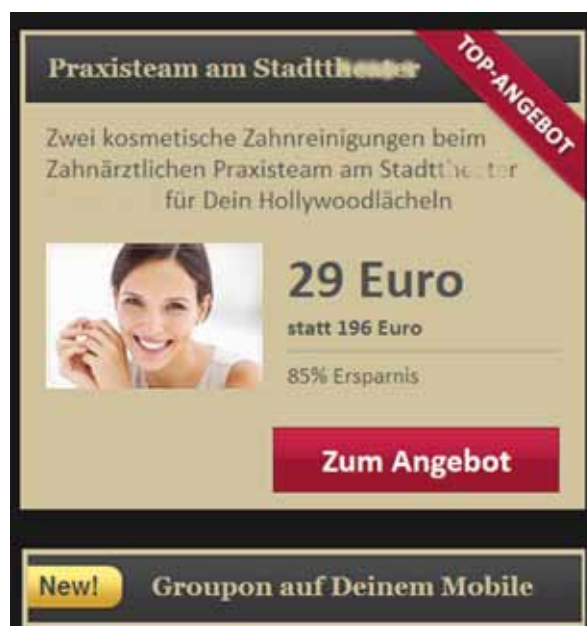 Praxisteam am
TOP-ANGEBOT
Zwei kosmetische Zahnreinigungen beim
Zahnärztlichen Praxisteam am
für Dein Hollywoodlächeln
29 Euro
statt 196 Euro
85% Ersparnis
Zum Angebot
New!
Groupon auf Deinem Mobile